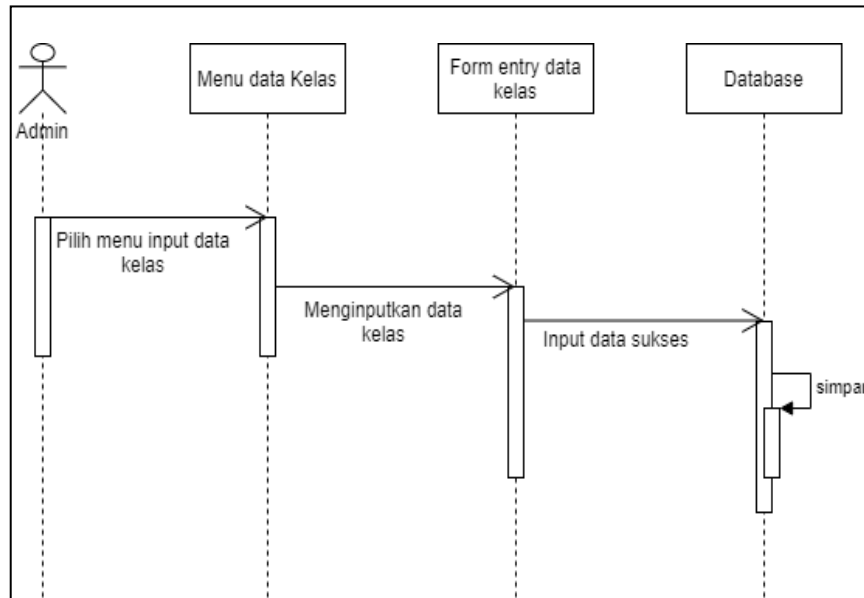 Admin
Menu data Kelas
Form entry data
kelas
Database
Pilih menu input data
kelas
Menginputkan data
kelas
Input data sukses
simpan